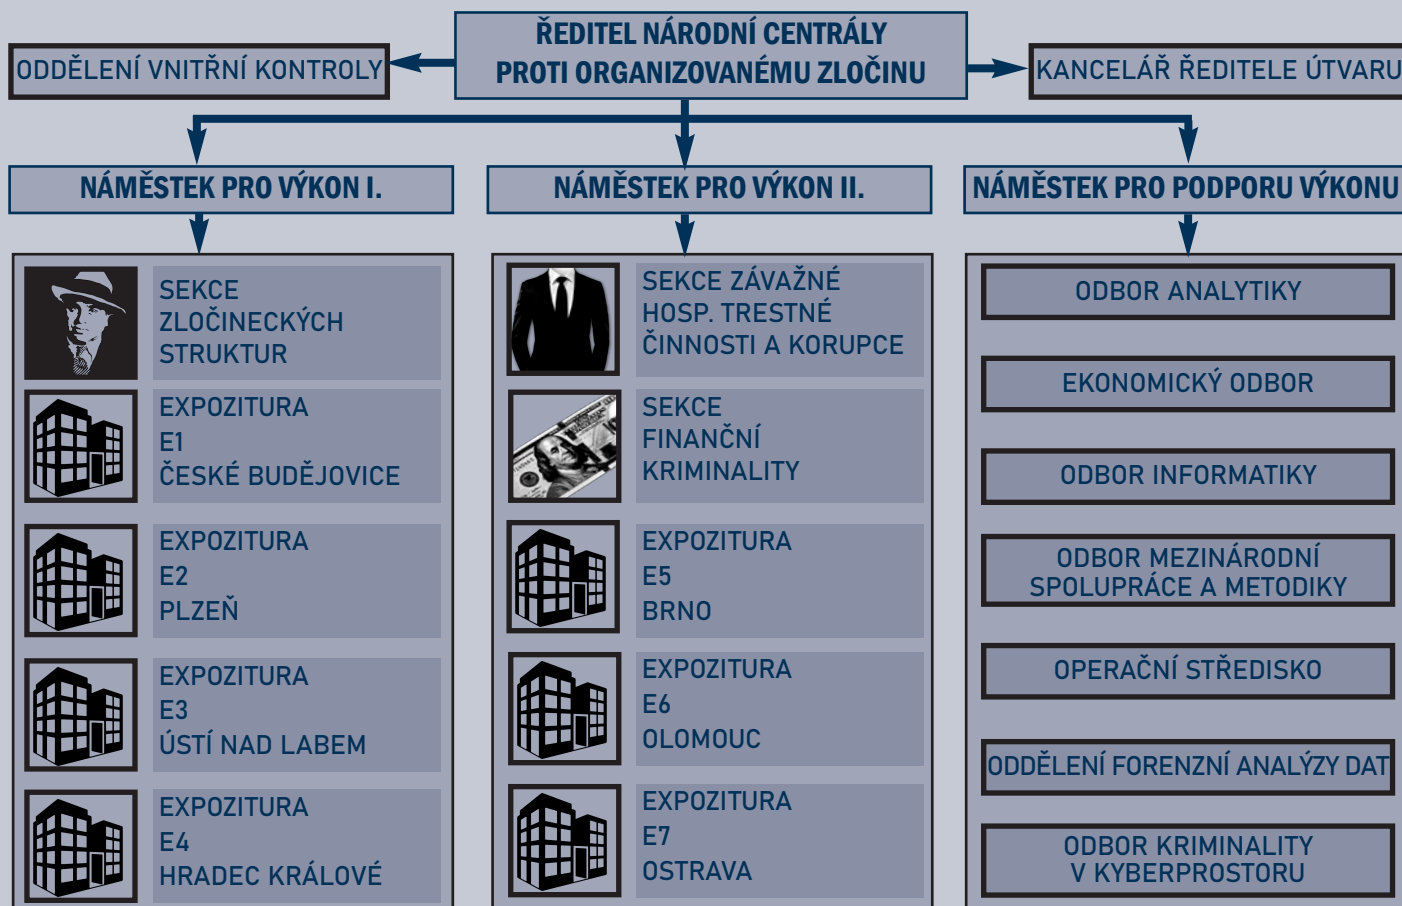 ŘEDITEL NÁRODNÍ CENTRÁLY
PROTI ORGANIZOVANÉMU ZLOČINU
ODDĚLENÍ VNITŘNÍ KONTROLY
KANCELÁŘ ŘEDITELE ÚTVARU
NÁMĚSTEK PRO VÝKON I.
SEKCE
ZLOČINECKÝCH
STRUKTUR
EXPOZITURA
E1
ČESKÉ BUDĚJOVICE
EXPOZITURA
E2
PLZEŇ
EXPOZITURA
E3
ÚSTÍ NAD LABEM
EXPOZITURA
E4
HRADEC KRÁLOVÉ
NÁMĚSTEK PRO VÝKON II.
SEKCE ZÁVAŽNÉ
HOSP. TRESTNÉ
ČINNOSTI A KORUPCE
SEKCE
FINANČNÍ
KRIMINALITY
EXPOZITURA
E5
BRNO
EXPOZITURA
E6
OLOMOUC
EXPOZITURA
E7
OSTRAVA
NÁMĚSTEK PRO PODPORU VÝKONU
ODBOR ANALYTIKY
EKONOMICKÝ ODBOR
ODBOR INFORMATIKY
ODBOR MEZINÁRODNÍ
SPOLUPRÁCE A METODIKY
OPERAČNÍ STŘEDISKO
ODDĚLENÍ FORENZNÍ ANALÝZY DAT
ODBOR KRIMINALITY
V KYBERPROSTORU